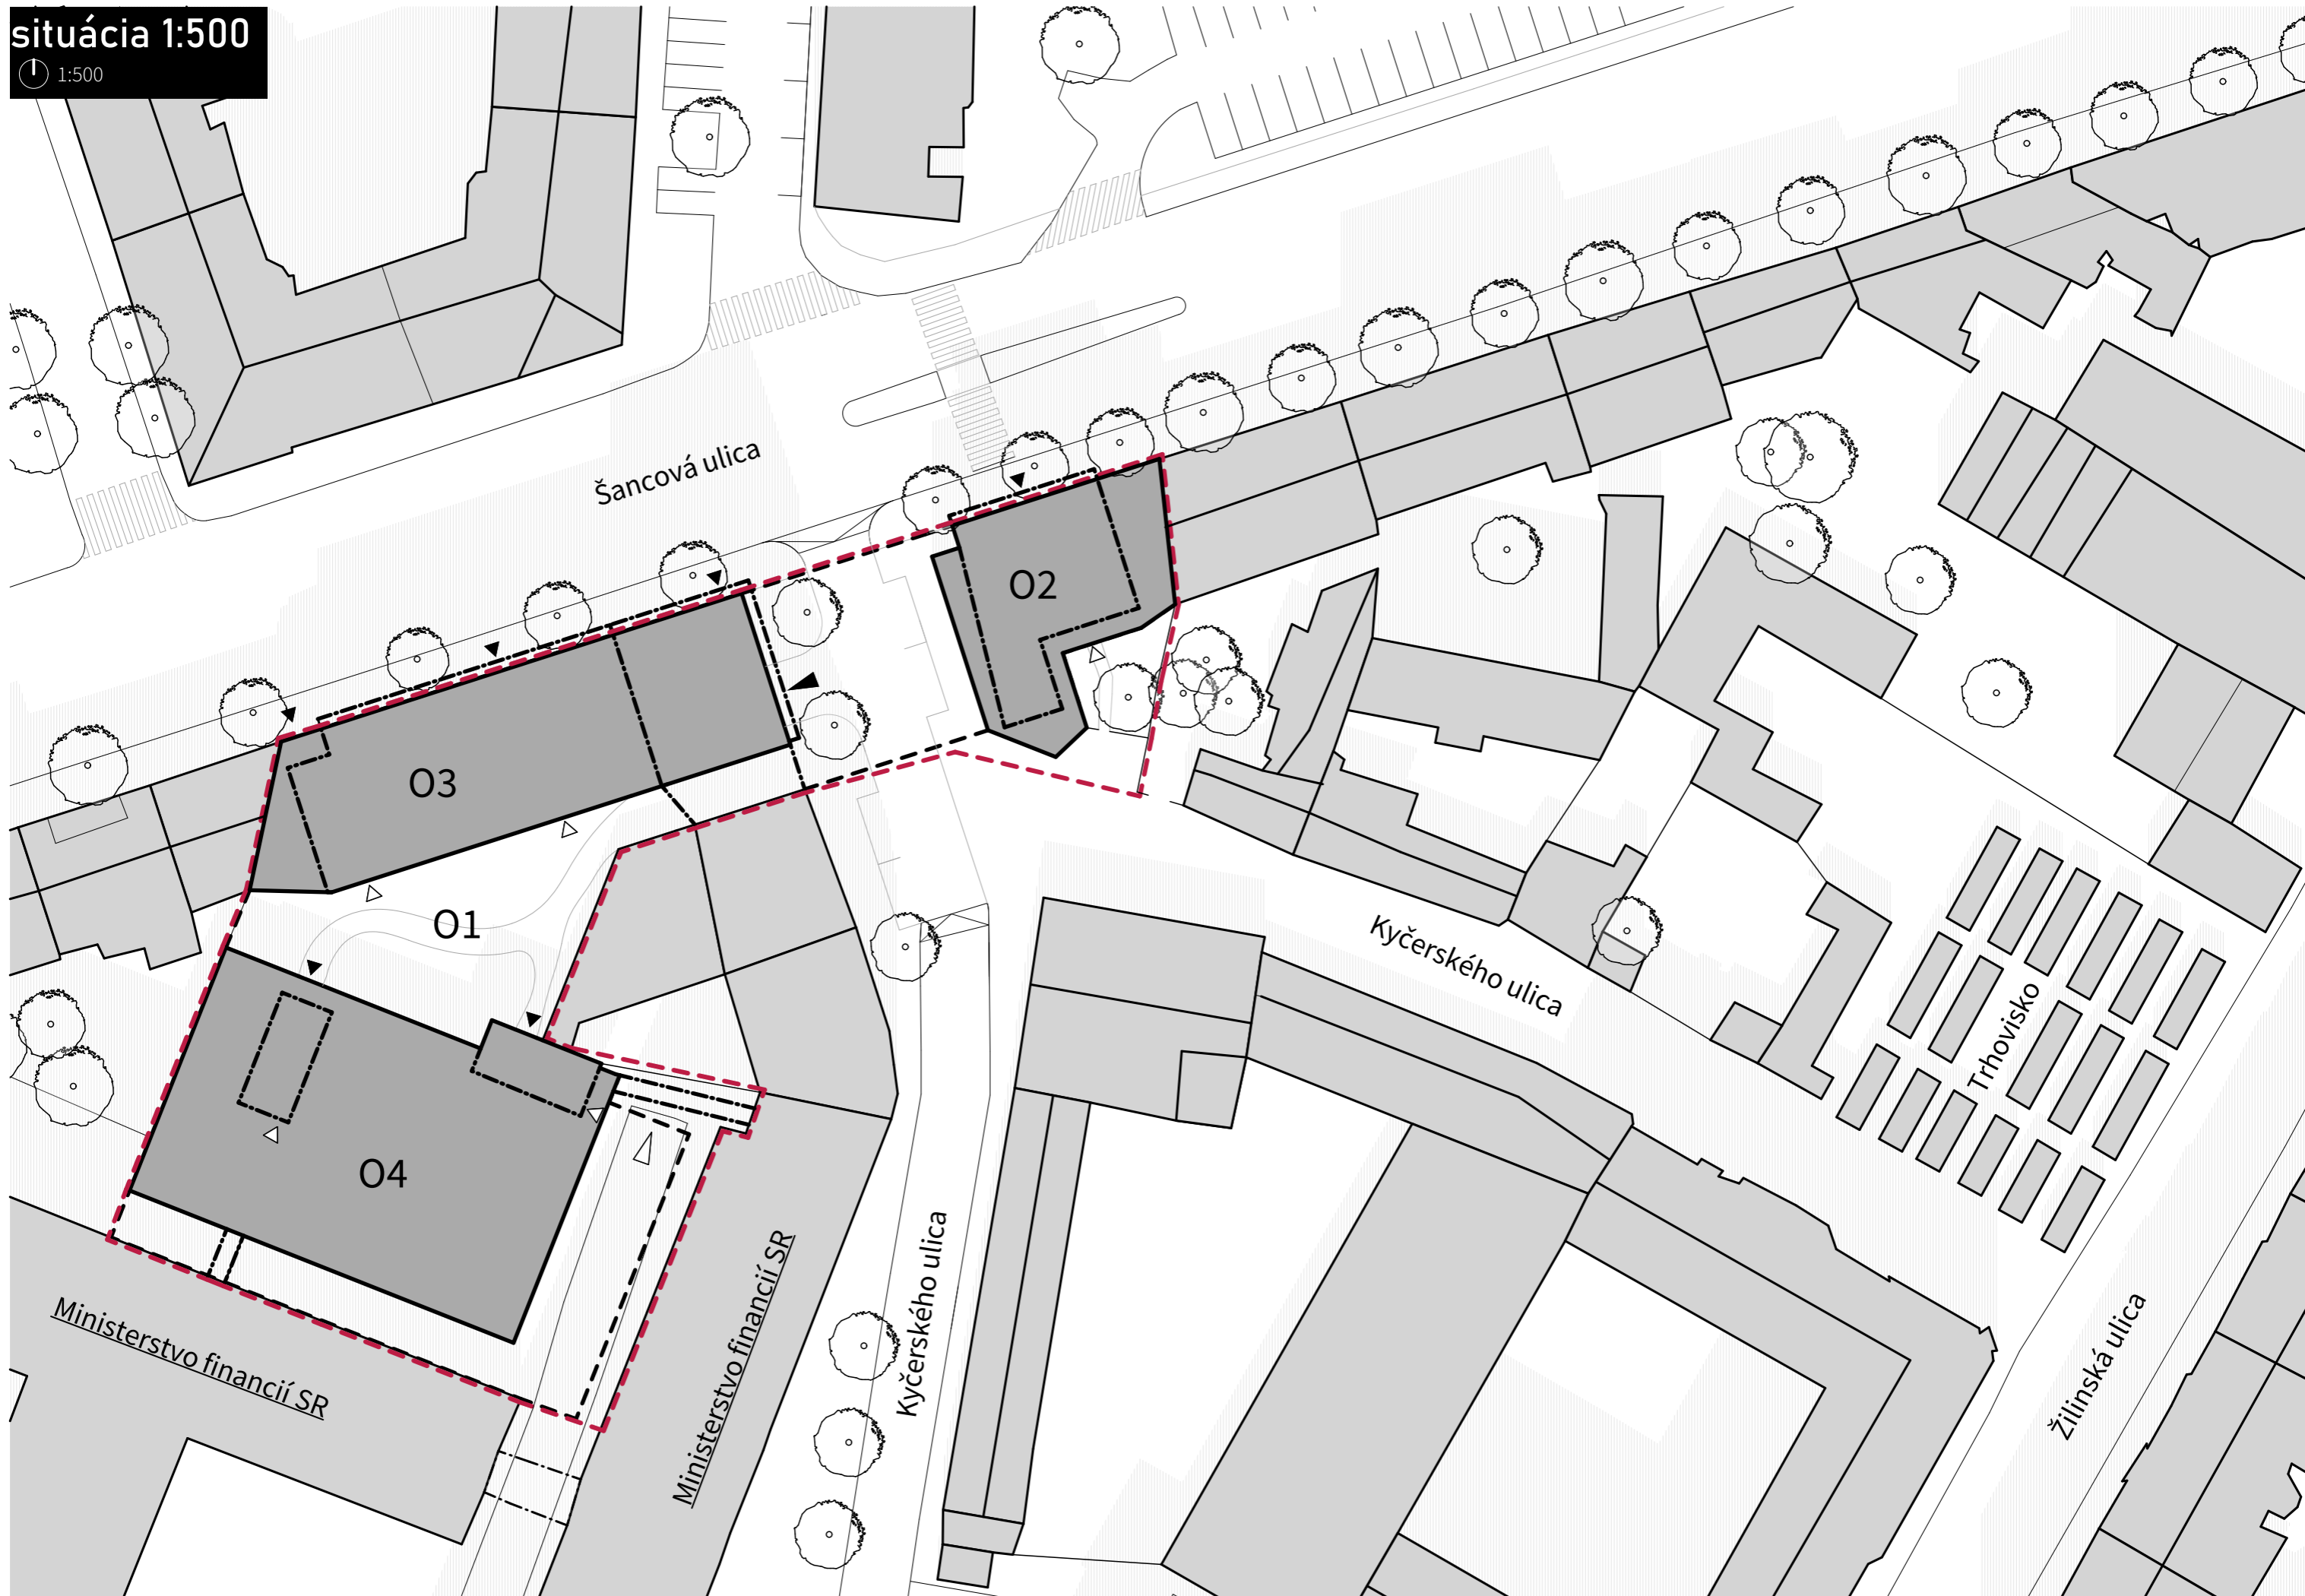 situácia 1:500
1:500
Šancová ulica
O2
O3
O1
Kyčerského ulica
Trhovisko
O4
Ministerstvo financií SR
Ministerstvo financií SR
Kyčerského ulica
Žilinská ulica